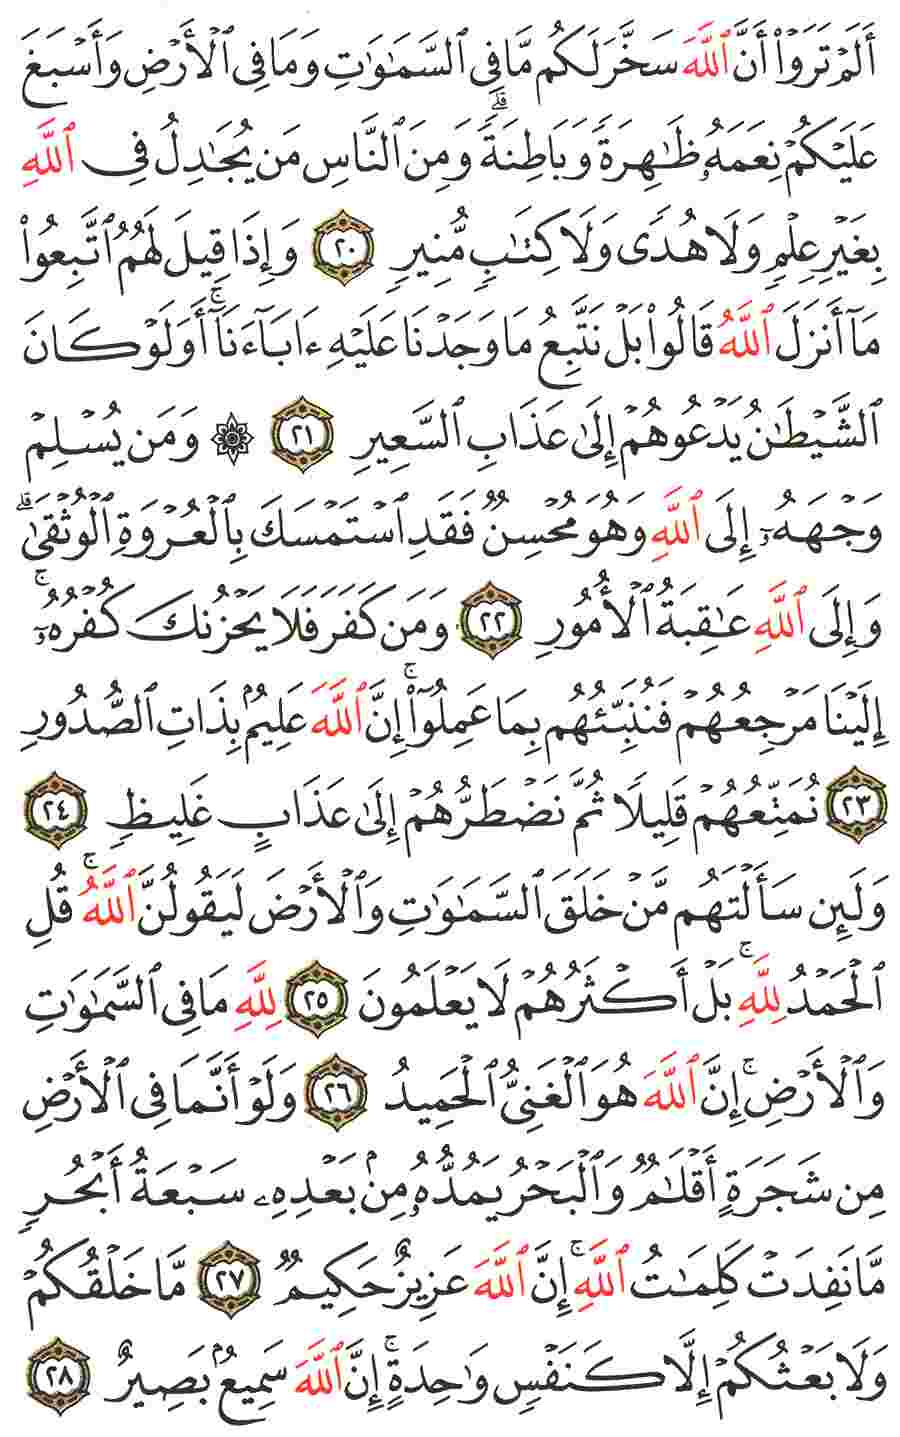 أَلَمْ تَرَوْا۟ أَنَّ ٱللَّهَ سَخَّرَ لَكُم مَّا فِى ٱلسَّمَـٰوَٰتِ وَمَا فِى ٱلْأَرْضِ وَأَسْبَغَ
عَلَيْكُمْ نِعَمَهُۥ ظَـٰهِرَةً وَبَاطِنَةً ۗ وَمِنَ ٱلنَّاسِ مَن يُجَـٰدِلُ فِى ٱللَّهِ
بِغَيْرِ عِلْمٍ وَلَا هُدًى وَلَا كِتَـٰبٍ مُّنِيرٍ ٢٠ وَإِذَا قِيلَ لَهُمُ ٱتَّبِعُوا۟
مَآ أَنزَلَ ٱللَّهُ قَالُوا۟ بَلْ نَتَّبِعُ مَا وَجَدْنَا عَلَيْهِ ءَابَآءَنَآ ۚ أَوَلَوْ كَانَ
ٱلشَّيْطَـٰنُ يَدْعُوهُمْ إِلَىٰ عَذَابِ ٱلسَّعِيرِ ٢١ ۞ وَمَن يُسْلِمْ
وَجْهَهُۥٓ إِلَى ٱللَّهِ وَهُوَ مُحْسِنٌ فَقَدِ ٱسْتَمْسَكَ بِٱلْعُرْوَةِ ٱلْوُثْقَىٰ ۗ
وَإِلَى ٱللَّهِ عَـٰقِبَةُ ٱلْأُمُورِ ٢٢ وَمَن كَفَرَ فَلَا يَحْزُنكَ كُفْرُهُۥٓ ۚ
إِلَيْنَا مَرْجِعُهُمْ فَنُنَبِّئُهُم بِمَا عَمِلُوٓا۟ ۚ إِنَّ ٱللَّهَ عَلِيمٌۢ بِذَاتِ ٱلصُّدُورِ
٢٣ نُمَتِّعُهُمْ قَلِيلًا ثُمَّ نَضْطَرُّهُمْ إِلَىٰ عَذَابٍ غَلِيظٍ ٢٤
وَلَئِن سَأَلْتَهُم مَّنْ خَلَقَ ٱلسَّمَـٰوَٰتِ وَٱلْأَرْضَ لَيَقُولُنَّ ٱللَّهُ ۚ قُلِ
ٱلْحَمْدُ لِلَّهِ ۚ بَلْ أَكْثَرُهُمْ لَا يَعْلَمُونَ ٢٥ لِلَّهِ مَا فِى ٱلسَّمَـٰوَٰتِ
وَٱلْأَرْضِ ۚ إِنَّ ٱللَّهَ هُوَ ٱلْغَنِىُّ ٱلْحَمِيدُ ٢٦ وَلَوْ أَنَّمَا فِى ٱلْأَرْضِ
مِن شَجَرَةٍ أَقْلَـٰمٌ وَٱلْبَحْرُ يَمُدُّهُۥ مِنۢ بَعْدِهِۦ سَبْعَةُ أَبْحُرٍ
مَّا نَفِدَتْ كَلِمَـٰتُ ٱللَّهِ ۗ إِنَّ ٱللَّهَ عَزِيزٌ حَكِيمٌ ٢٧ مَّا خَلْقُكُمْ
وَلَا بَعْثُكُمْ إِلَّا كَنَفْسٍ وَٰحِدَةٍ ۗ إِنَّ ٱللَّهَ سَمِيعٌۢ بَصِيرٌ ٢٨